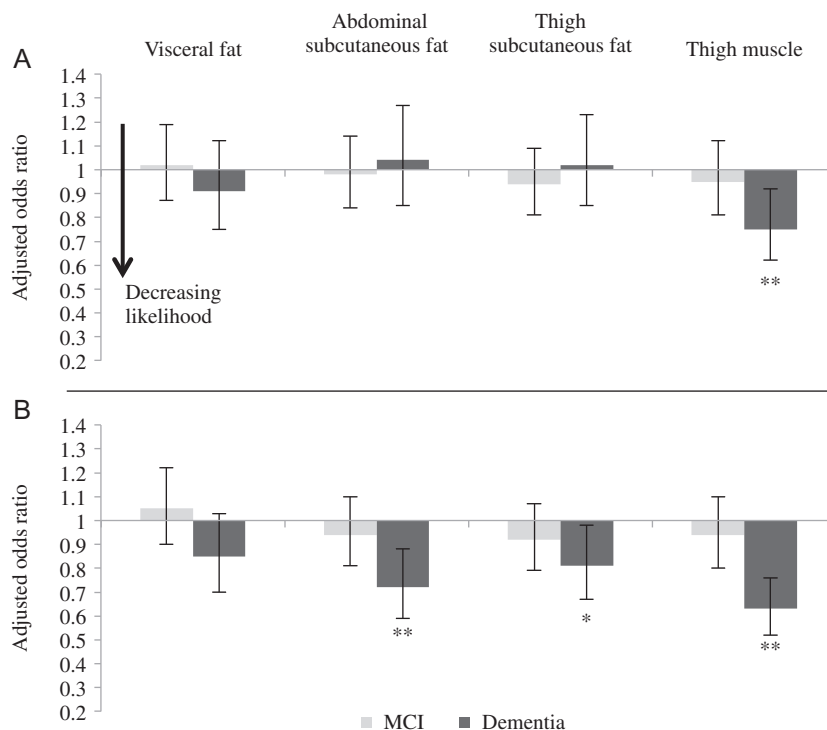 Visceral fat
Abdominal
subcutaneous fat
Thigh
subcutaneous fat
Thigh muscle
A
Adjusted odds ratio
1.4
1.3
1.2
1.1
1
0.9
0.8
0.7
0.6
0.5
0.4
0.3
0.2
Decreasing
likelihood
**
B
Adjusted odds ratio
1.4
1.3
1.2
1.1
1
0.9
0.8
0.7
0.6
0.5
0.4
0.3
0.2
**
*
**
MCI Dementia